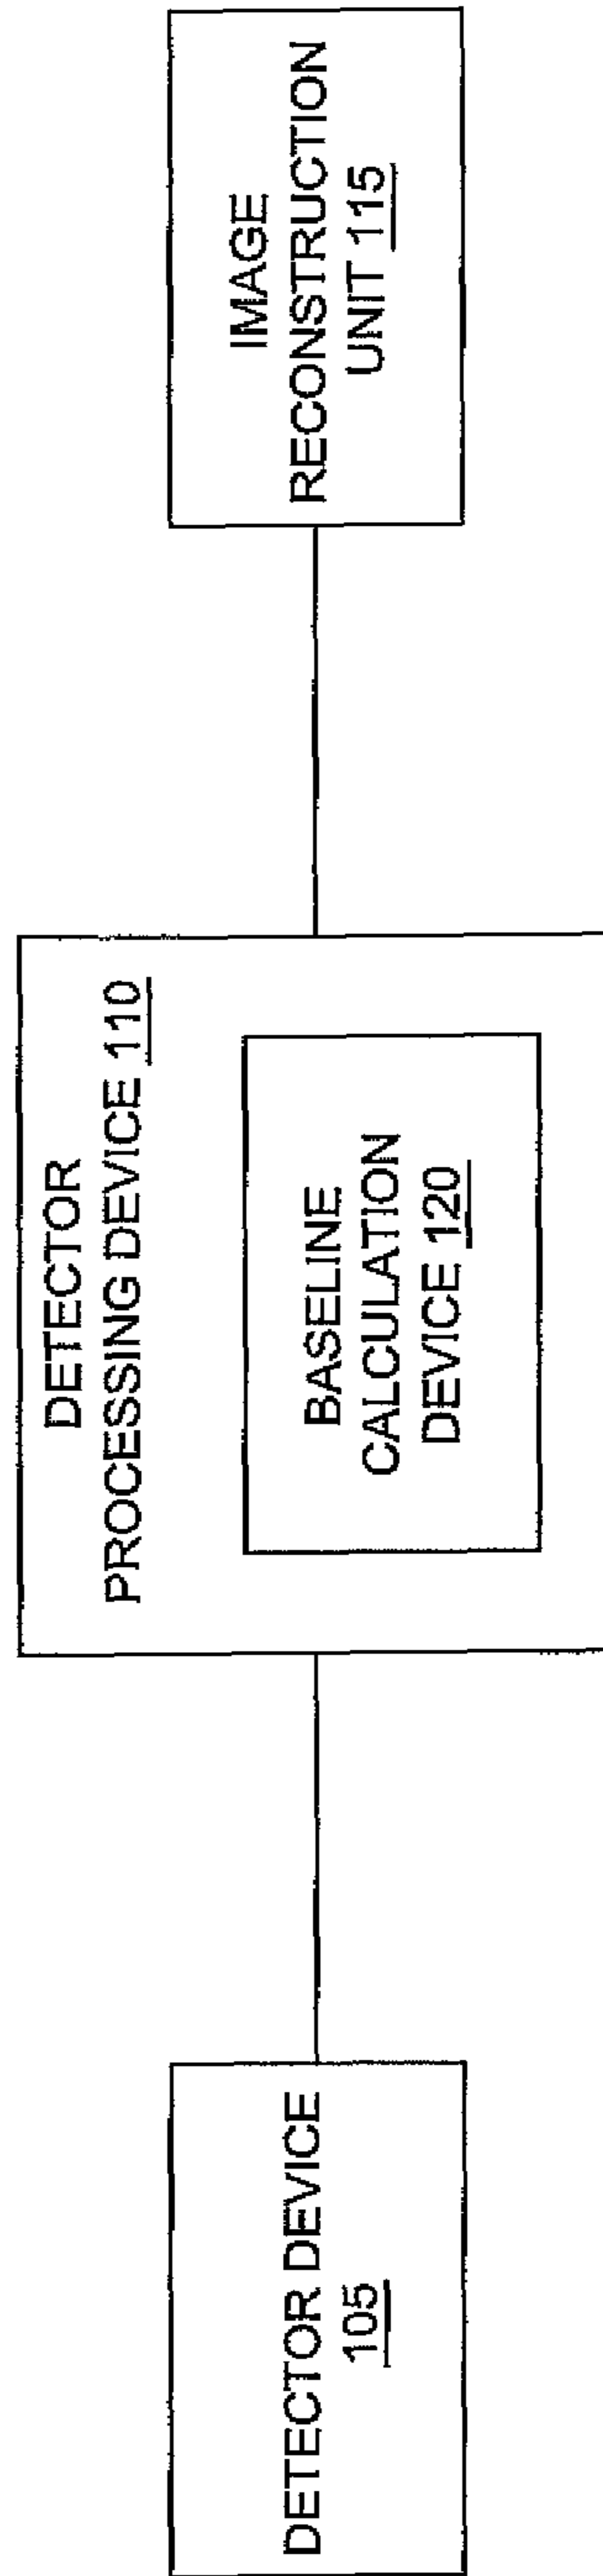 DETECTOR DEVICE
105
DETECTOR
PROCESSING DEVICE 110
BASELINE
CALCULATION
DEVICE 120
IMAGE
RECONSTRUCTION
UNIT 115